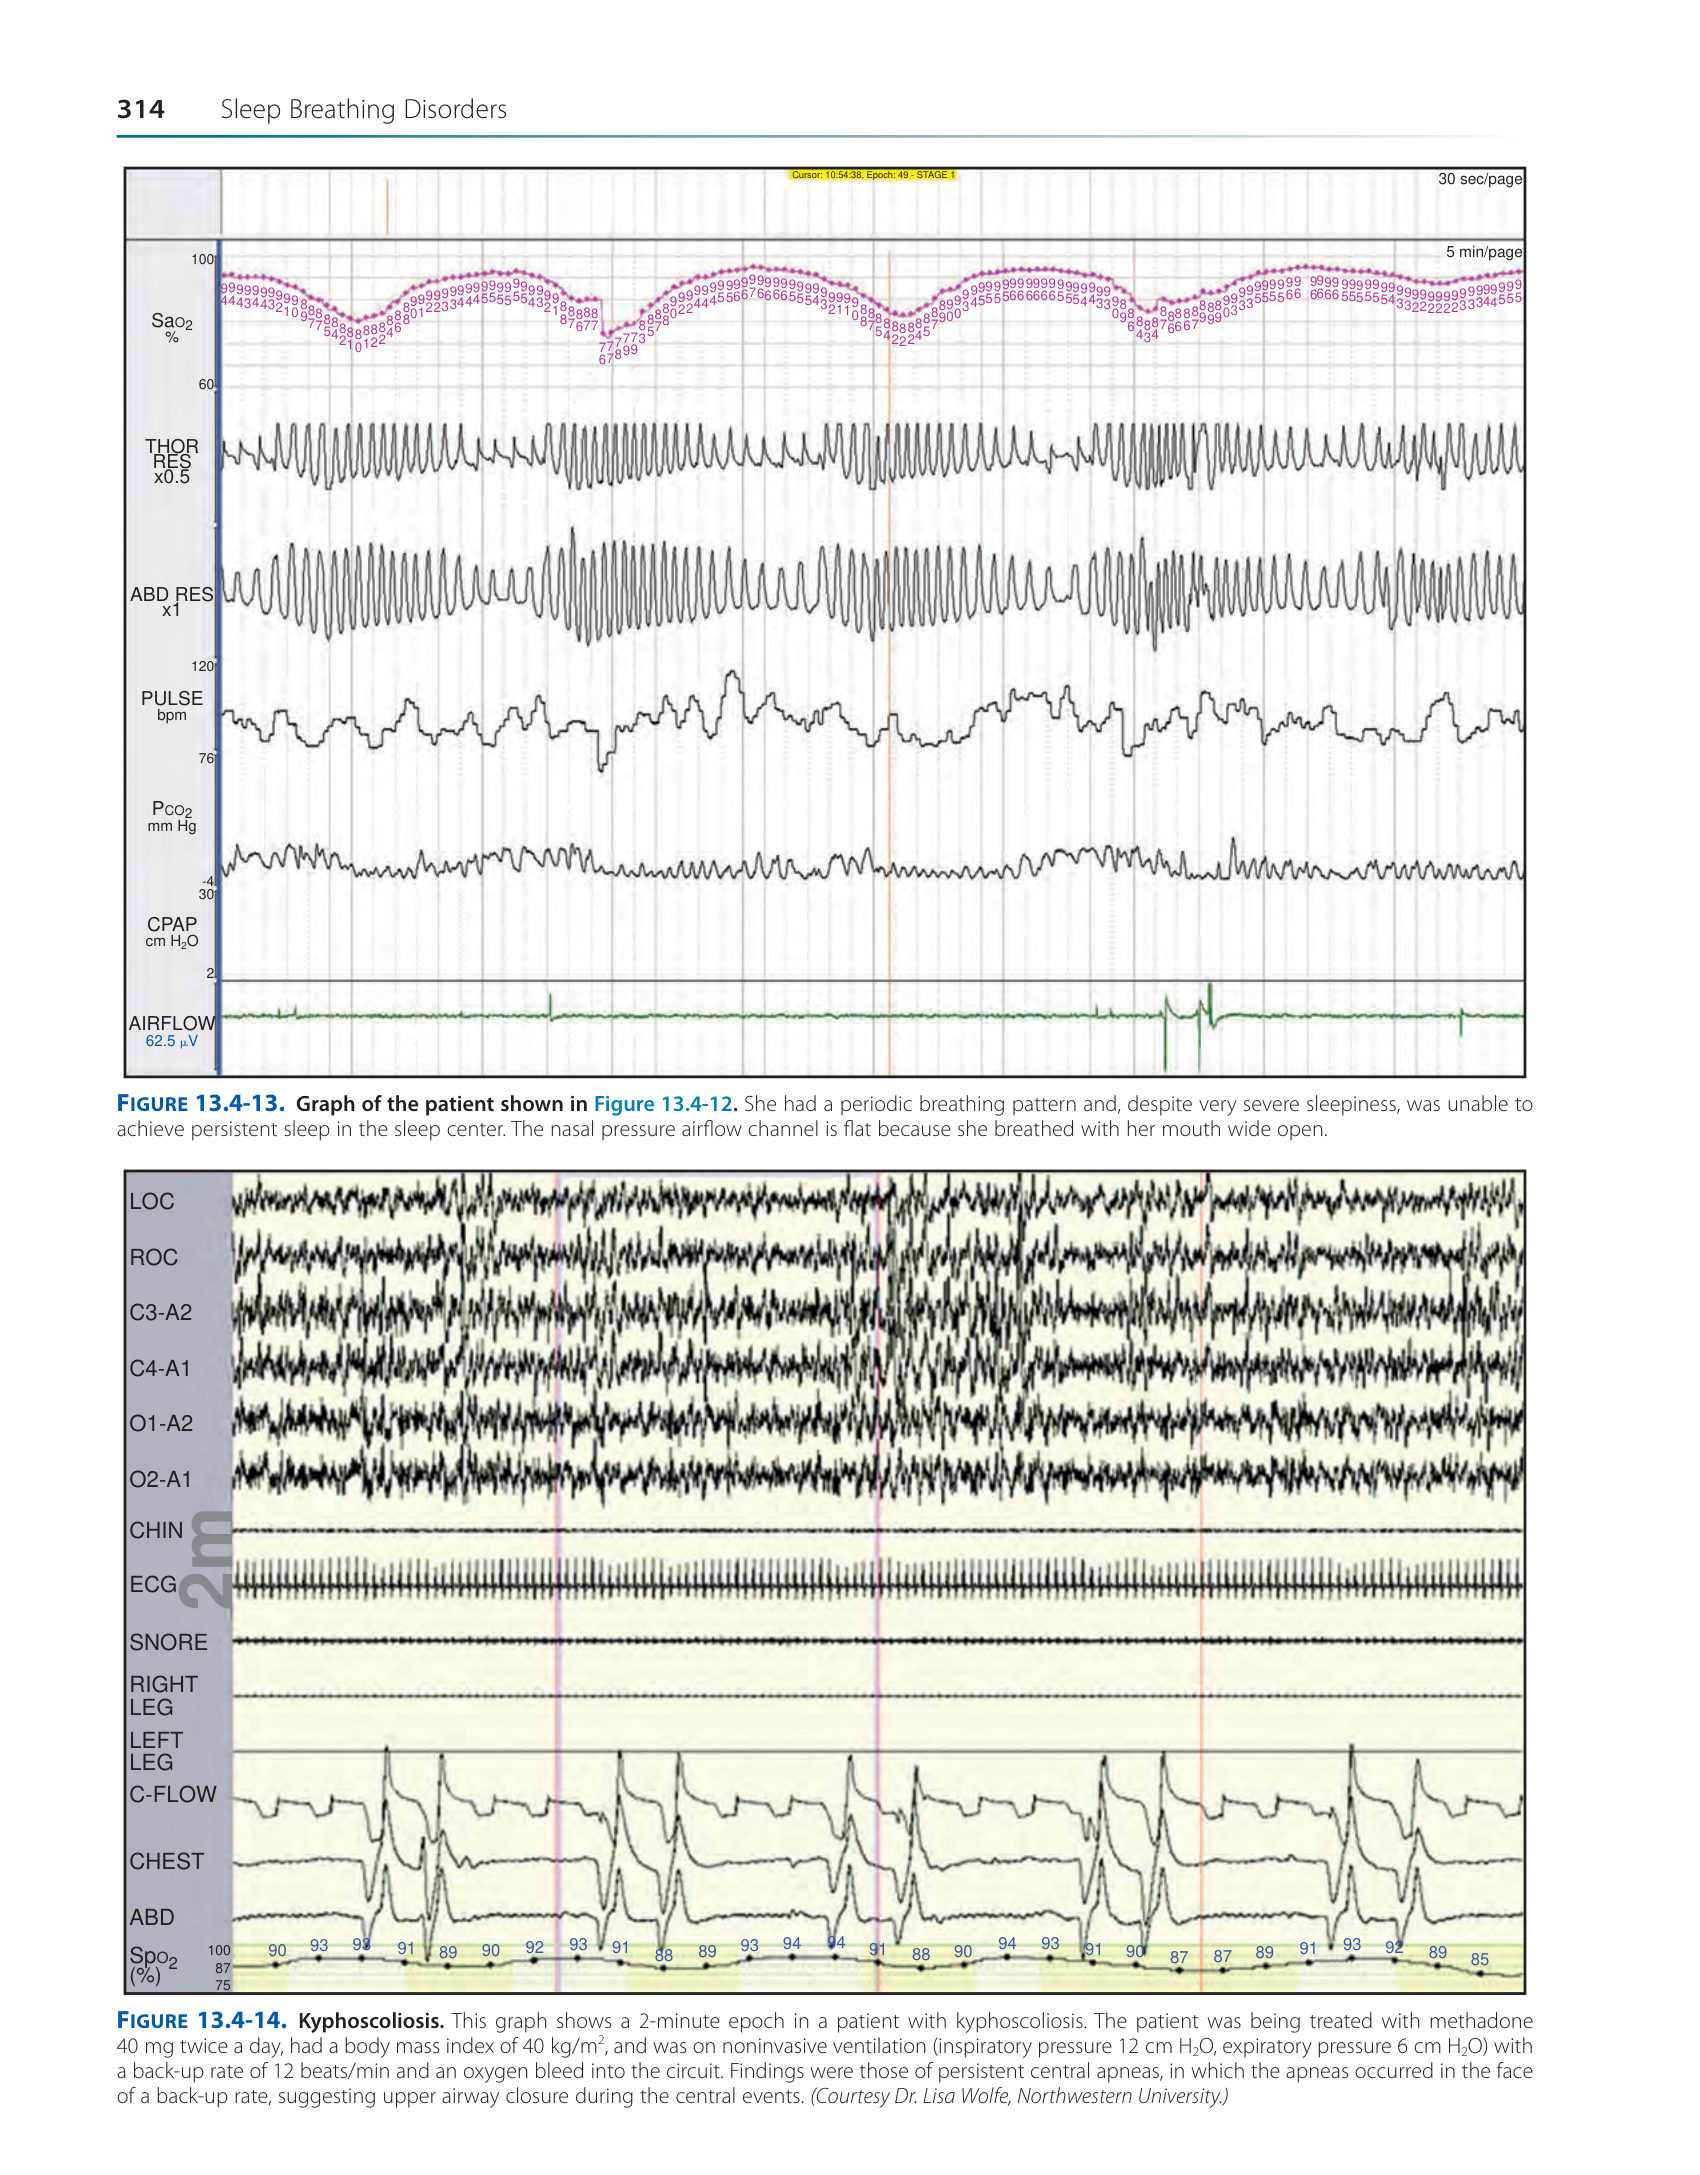 314 Sleep Breathing Disorders
Cursor: 10:54:38, Epoch: 49 - STAGE 1
30 sec/page
5 min/page
100
SaO2
%
60
THOR
RES
x0.5
ABD RES
x1
120
PULSE
bpm
76
PCO2
mm Hg
-4
30
CPAP
cm H2O
2
AIRFLOW
62.5 µV
FIGURE 13.4-13. Graph of the patient shown in Figure 13.4-12. She had a periodic breathing pattern and, despite very severe sleepiness, was unable to
achieve persistent sleep in the sleep center. The nasal pressure airflow channel is flat because she breathed with her mouth wide open.
LOC
ROC
C3-A2
C4-A1
O1-A2
O2-A1
CHIN
2m
ECG
SNORE
RIGHT
LEG
LEFT
LEG
C-FLOW
CHEST
ABD
SpO2
(%)
100
87
75
90 93 93 91 89 90 92 93 91 88 89 93 94 94 91 88 90 94 93 91 90 87 87 89 91 93 92 89 85
FIGURE 13.4-14. Kyphoscoliosis. This graph shows a 2-minute epoch in a patient with kyphoscoliosis. The patient was being treated with methadone
40 mg twice a day, had a body mass index of 40 kg/m², and was on noninvasive ventilation (inspiratory pressure 12 cm H2O, expiratory pressure 6 cm H2O) with
a back-up rate of 12 beats/min and an oxygen bleed into the circuit. Findings were those of persistent central apneas, in which the apneas occurred in the face
of a back-up rate, suggesting upper airway closure during the central events. (Courtesy Dr. Lisa Wolfe, Northwestern University.)